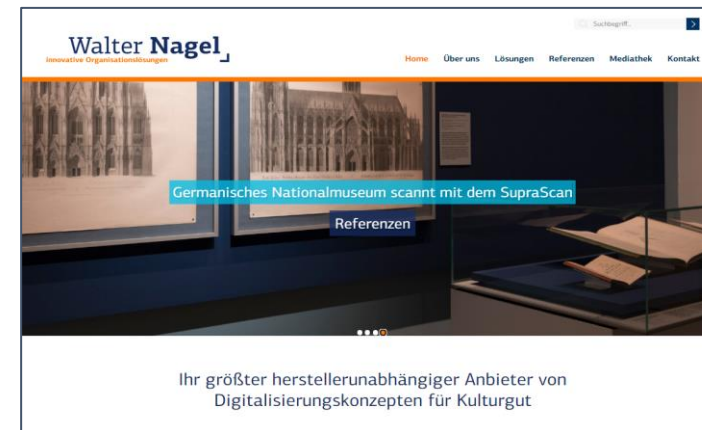 Suchbegriff..
Walter Nagel
innovative Organisationslösungen
Home Über uns Lösungen Referenzen Mediathek Kontakt
Germanisches Nationalmuseum scannt mit dem SupraScan
Referenzen
Ihr größter herstellerunabhängiger Anbieter von
Digitalisierungskonzepten für Kulturgut